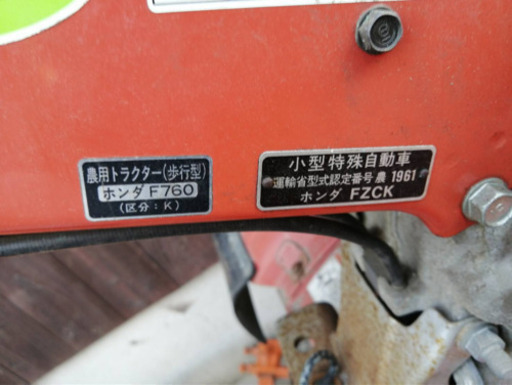 農用トラクター(歩行型)
ホンダ F760
(区分:K)
小型特殊自動車
運輸省型式認定番号 農 1961
ホンダ FZCK